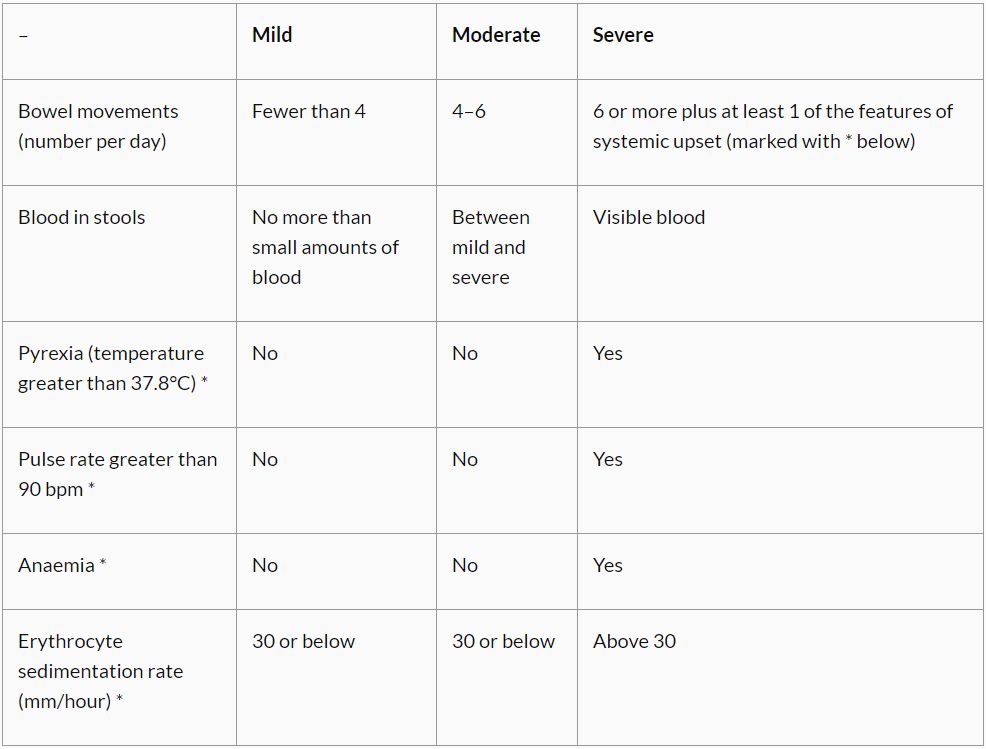 –
Mild
Moderate
Severe
Bowel movements
(number per day)
Fewer than 4
4–6
6 or more plus at least 1 of the features of
systemic upset (marked with * below)
Blood in stools
No more than
small amounts of
blood
Between
mild and
severe
Visible blood
Pyrexia (temperature
greater than 37.8°C) *
No
No
Yes
Pulse rate greater than
90 bpm *
No
No
Yes
Anaemia *
No
No
Yes
Erythrocyte
sedimentation rate
(mm/hour) *
30 or below
30 or below
Above 30